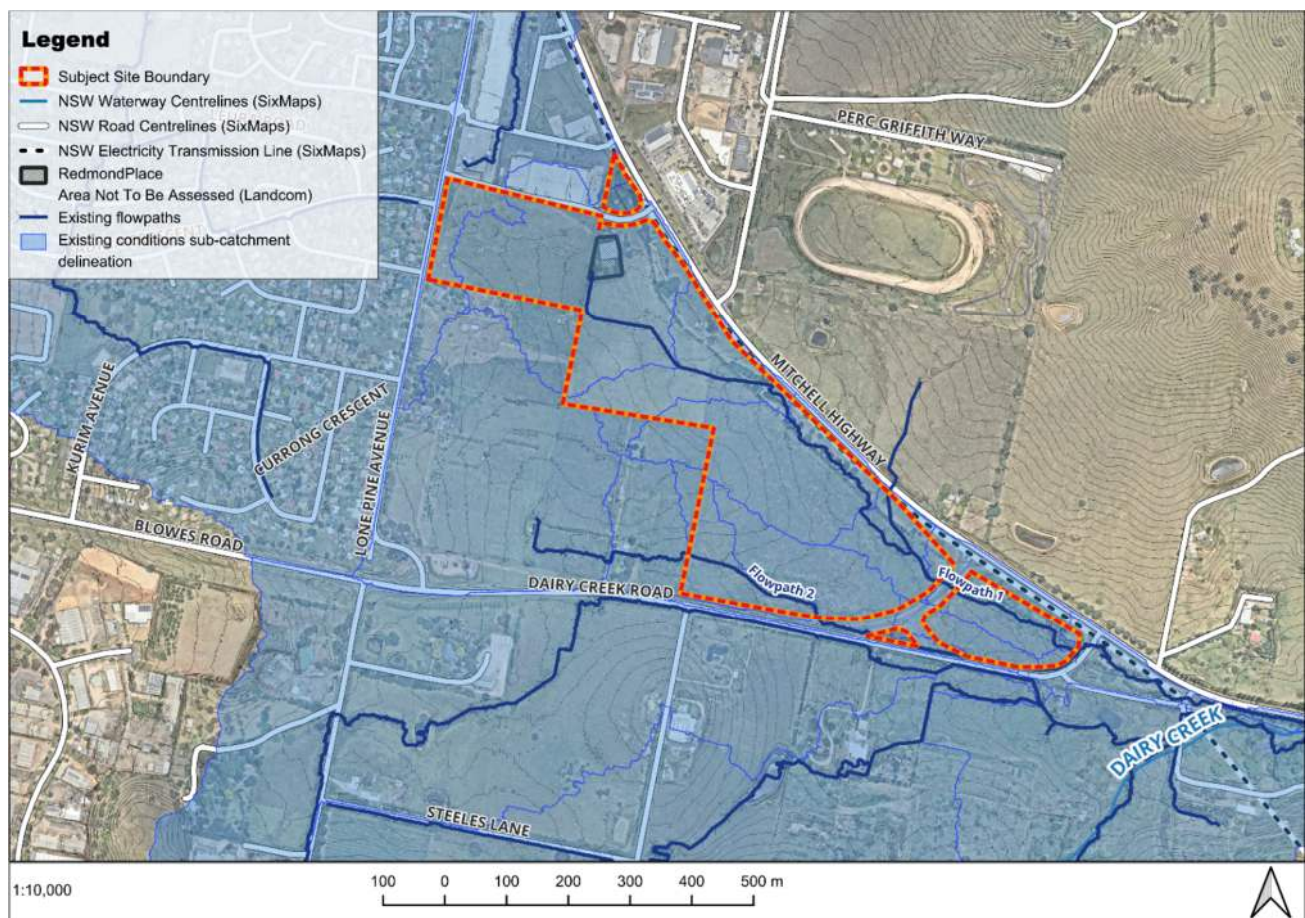 Legend
Subject Site Boundary
NSW Waterway Centrelines (SixMaps)
NSW Road Centrelines (SixMaps)
NSW Electricity Transmission Line (SixMaps)
RedmondPlace
Area Not To Be Assessed (Landcom)
Existing flowpaths
Existing conditions sub-catchment
delineation
PERC GRIFFITH WAY
MITCHELL HIGHWAY
KURIM AVENUE
CURRONG CRESCENT
LONE PINE AVENUE
BLOWES ROAD
DAIRY CREEK ROAD
Flowpath 2
Flowpath 1
DAIRY CREEK
STEELES LANE
1:10,000
100 0 100 200 300 400 500 m